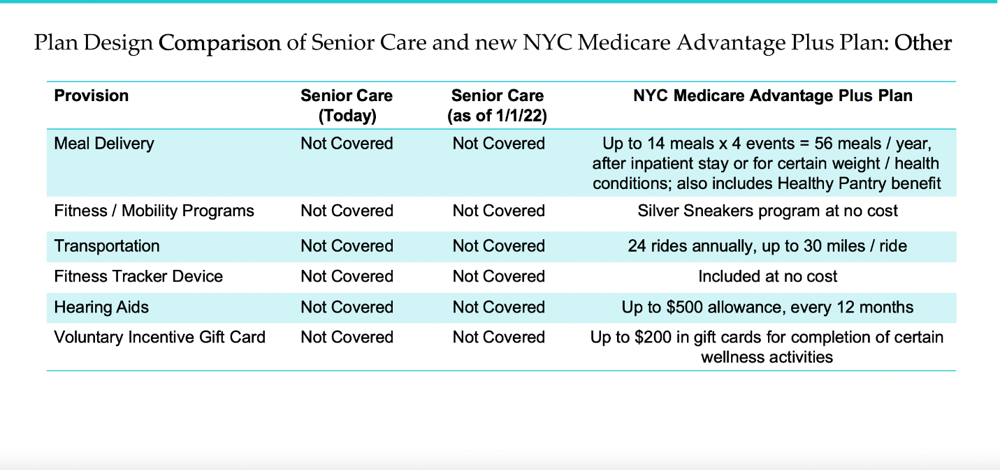 Plan Design Comparison of Senior Care and new NYC Medicare Advantage Plus Plan: Other
Provision Senior Care (Today) Senior Care (as of 1/1/22) NYC Medicare Advantage Plus Plan
Meal Delivery Not Covered Not Covered Up to 14 meals x 4 events = 56 meals / year,
after inpatient stay or for certain weight / health
conditions; also includes Healthy Pantry benefit
Fitness / Mobility Programs Not Covered Not Covered Silver Sneakers program at no cost
Transportation Not Covered Not Covered 24 rides annually, up to 30 miles / ride
Fitness Tracker Device Not Covered Not Covered Included at no cost
Hearing Aids Not Covered Not Covered Up to $500 allowance, every 12 months
Voluntary Incentive Gift Card Not Covered Not Covered Up to $200 in gift cards for completion of certain
wellness activities